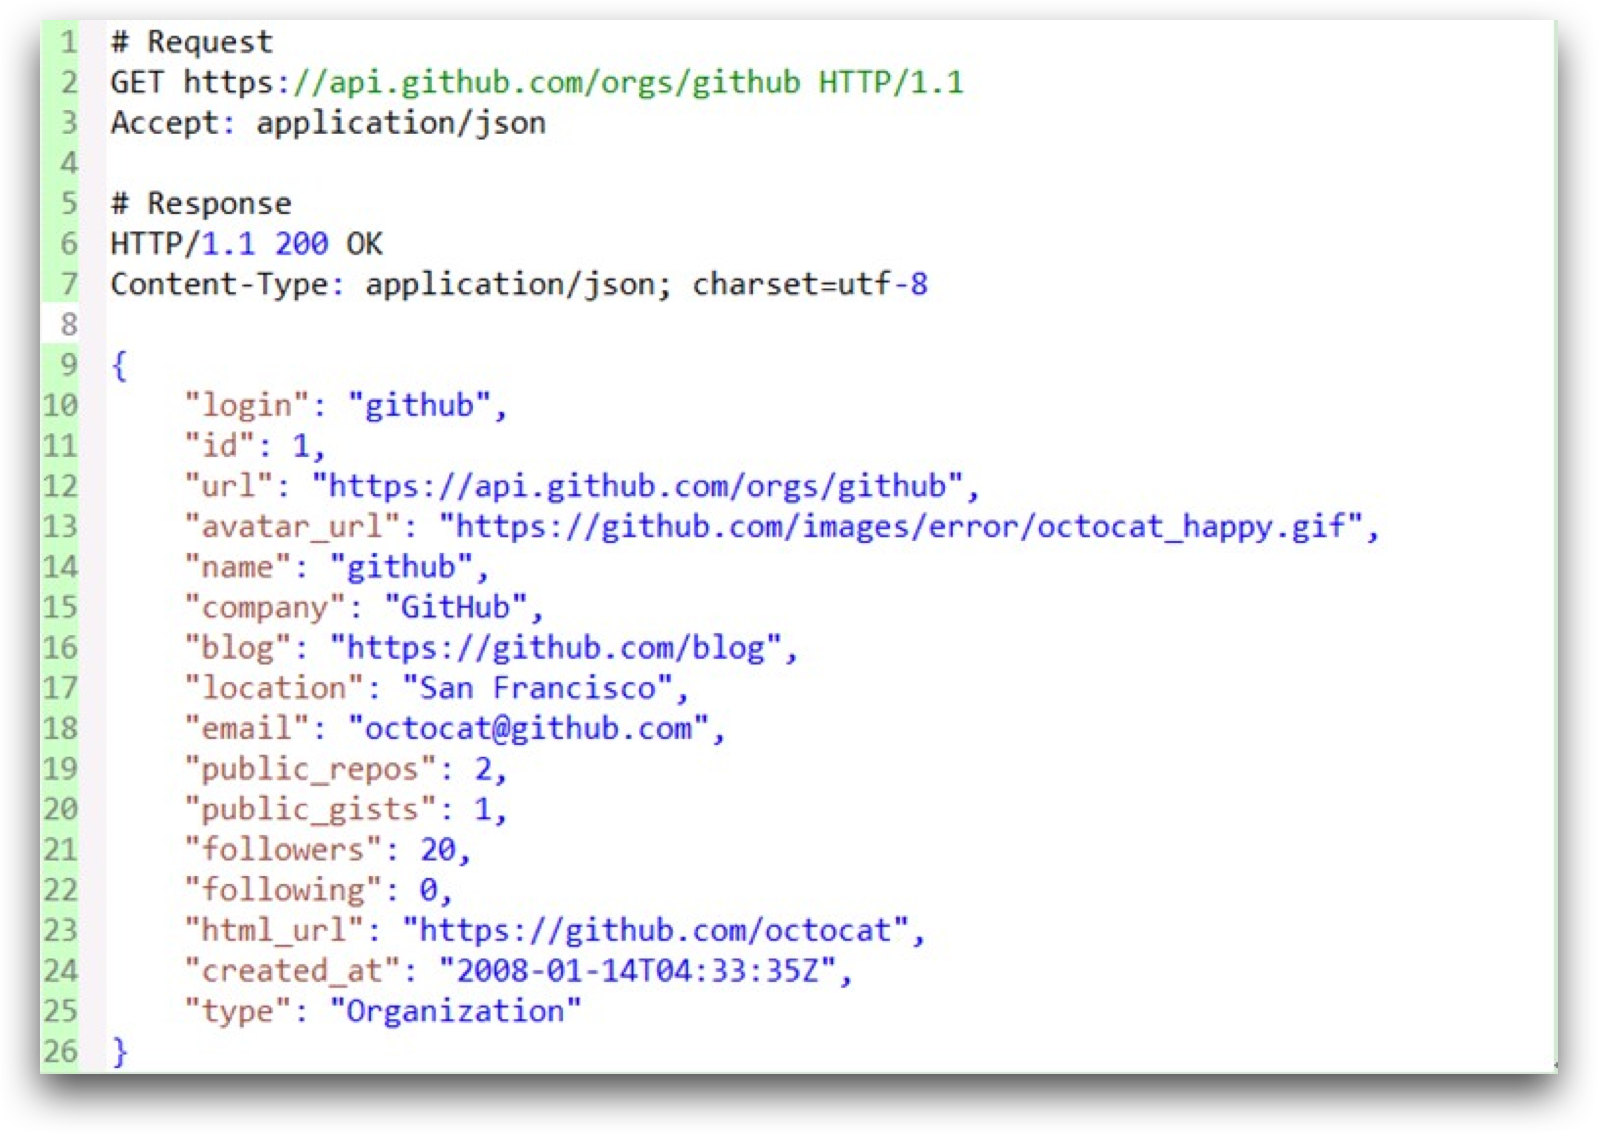 1 # Request
2 GET https://api.github.com/orgs/github HTTP/1.1
3 Accept: application/json
4
5 # Response
6 HTTP/1.1 200 OK
7 Content-Type: application/json; charset=utf-8
8
9 {
10     "login": "github",
11     "id": 1,
12     "url": "https://api.github.com/orgs/github",
13     "avatar_url": "https://github.com/images/error/octocat_happy.gif",
14     "name": "github",
15     "company": "GitHub",
16     "blog": "https://github.com/blog",
17     "location": "San Francisco",
18     "email": "octocat@github.com",
19     "public_repos": 2,
20     "public_gists": 1,
21     "followers": 20,
22     "following": 0,
23     "html_url": "https://github.com/octocat",
24     "created_at": "2008-01-14T04:33:35Z",
25     "type": "Organization"
26 }